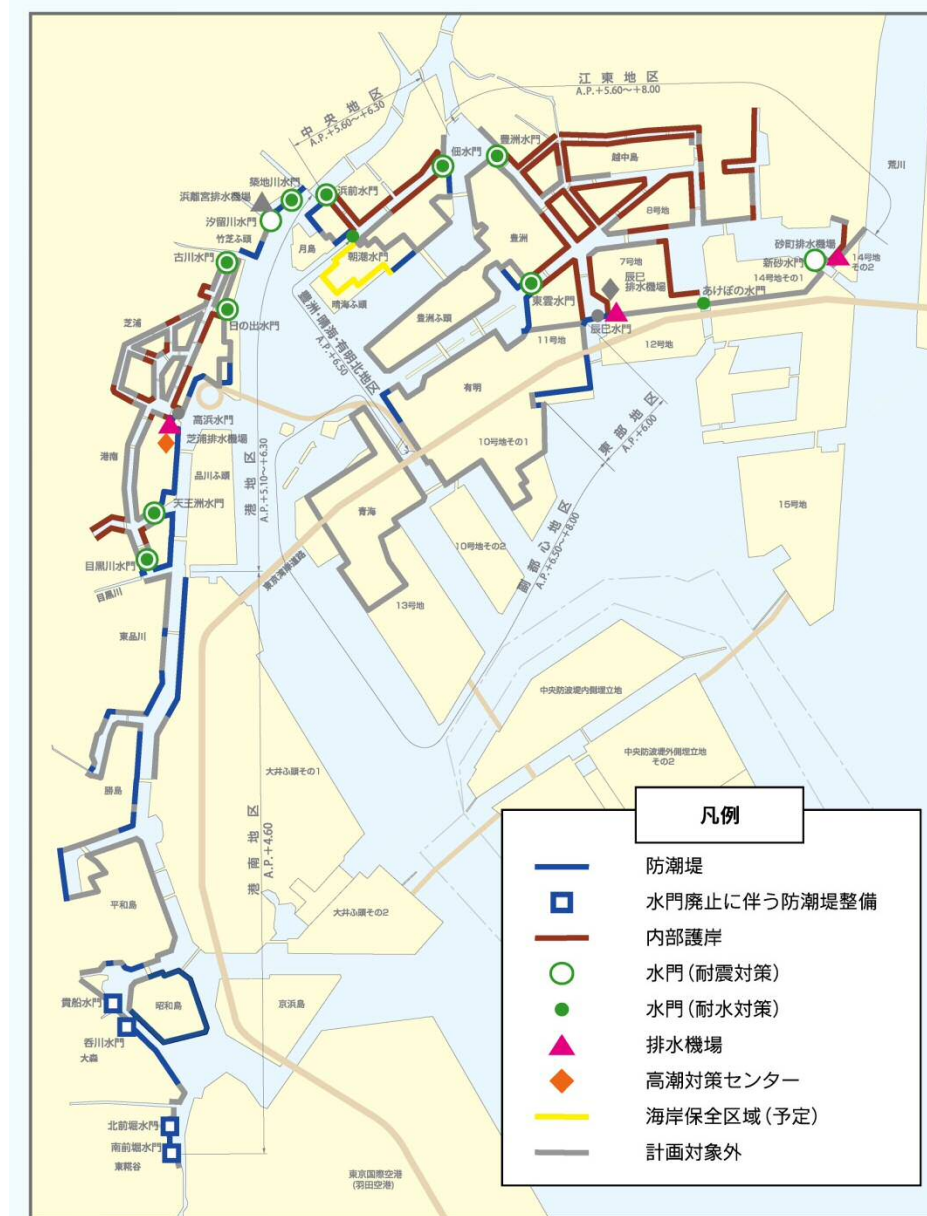 江東地区
A.P.+5.60～+8.00
中央地区
A.P.+5.60～+6.30
豊洲水門
佃水門
越中島
荒川
築地川水門
浜離宮排水機場
浜前水門
汐留川水門
竹芝ふ頭
8号地
月島
朝潮水門
豊洲
砂町排水機場
新砂水門
14号地
その2
古川水門
7号地
辰巳
排水機場
14号地その1
晴海ふ頭
東雲水門
あけぼの水門
日の出水門
豊洲ふ頭
辰巳水門
芝浦
豊洲・晴海・有明北地区
A.P.+6.50
11号地
12号地
有明
東部地区
A.P.+6.00
高浜水門
芝浦排水機場
10号地その1
港南
品川ふ頭
港地区
A.P.+5.10～+6.30
青海
15号地
天王洲水門
10号地その2
副都心地区
A.P.+6.50～+8.00
目黒川水門
東京湾岸道路
目黒川
13号地
東品川
中央防波堤内側埋立地
中央防波堤外側埋立地
その2
大井ふ頭その1
勝島
港南地区
A.P.+4.60
平和島
大井ふ頭その2
貴船水門
昭和島
京浜島
呑川水門
大森
北前堀水門
南前堀水門
東糀谷
東京国際空港
(羽田空港)
凡例
防潮堤
水門廃止に伴う防潮堤整備
内部護岸
水門（耐震対策）
水門（耐水対策）
排水機場
高潮対策センター
海岸保全区域（予定）
計画対象外